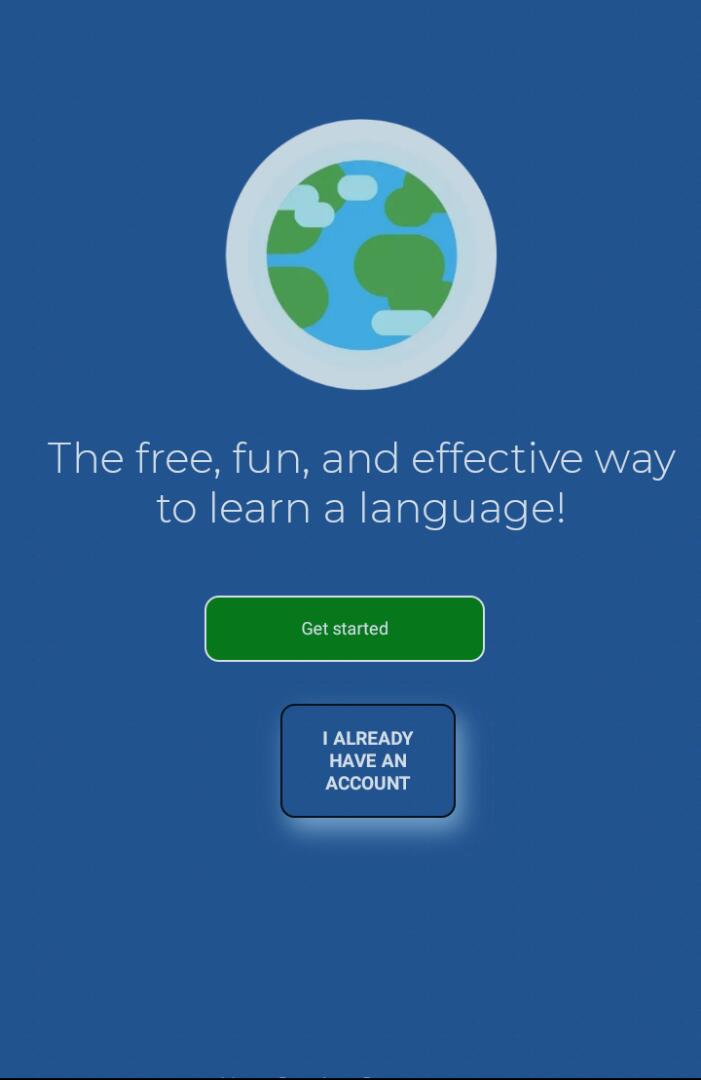 The free, fun, and effective way
to learn a language!
Get started
I ALREADY
HAVE AN
ACCOUNT